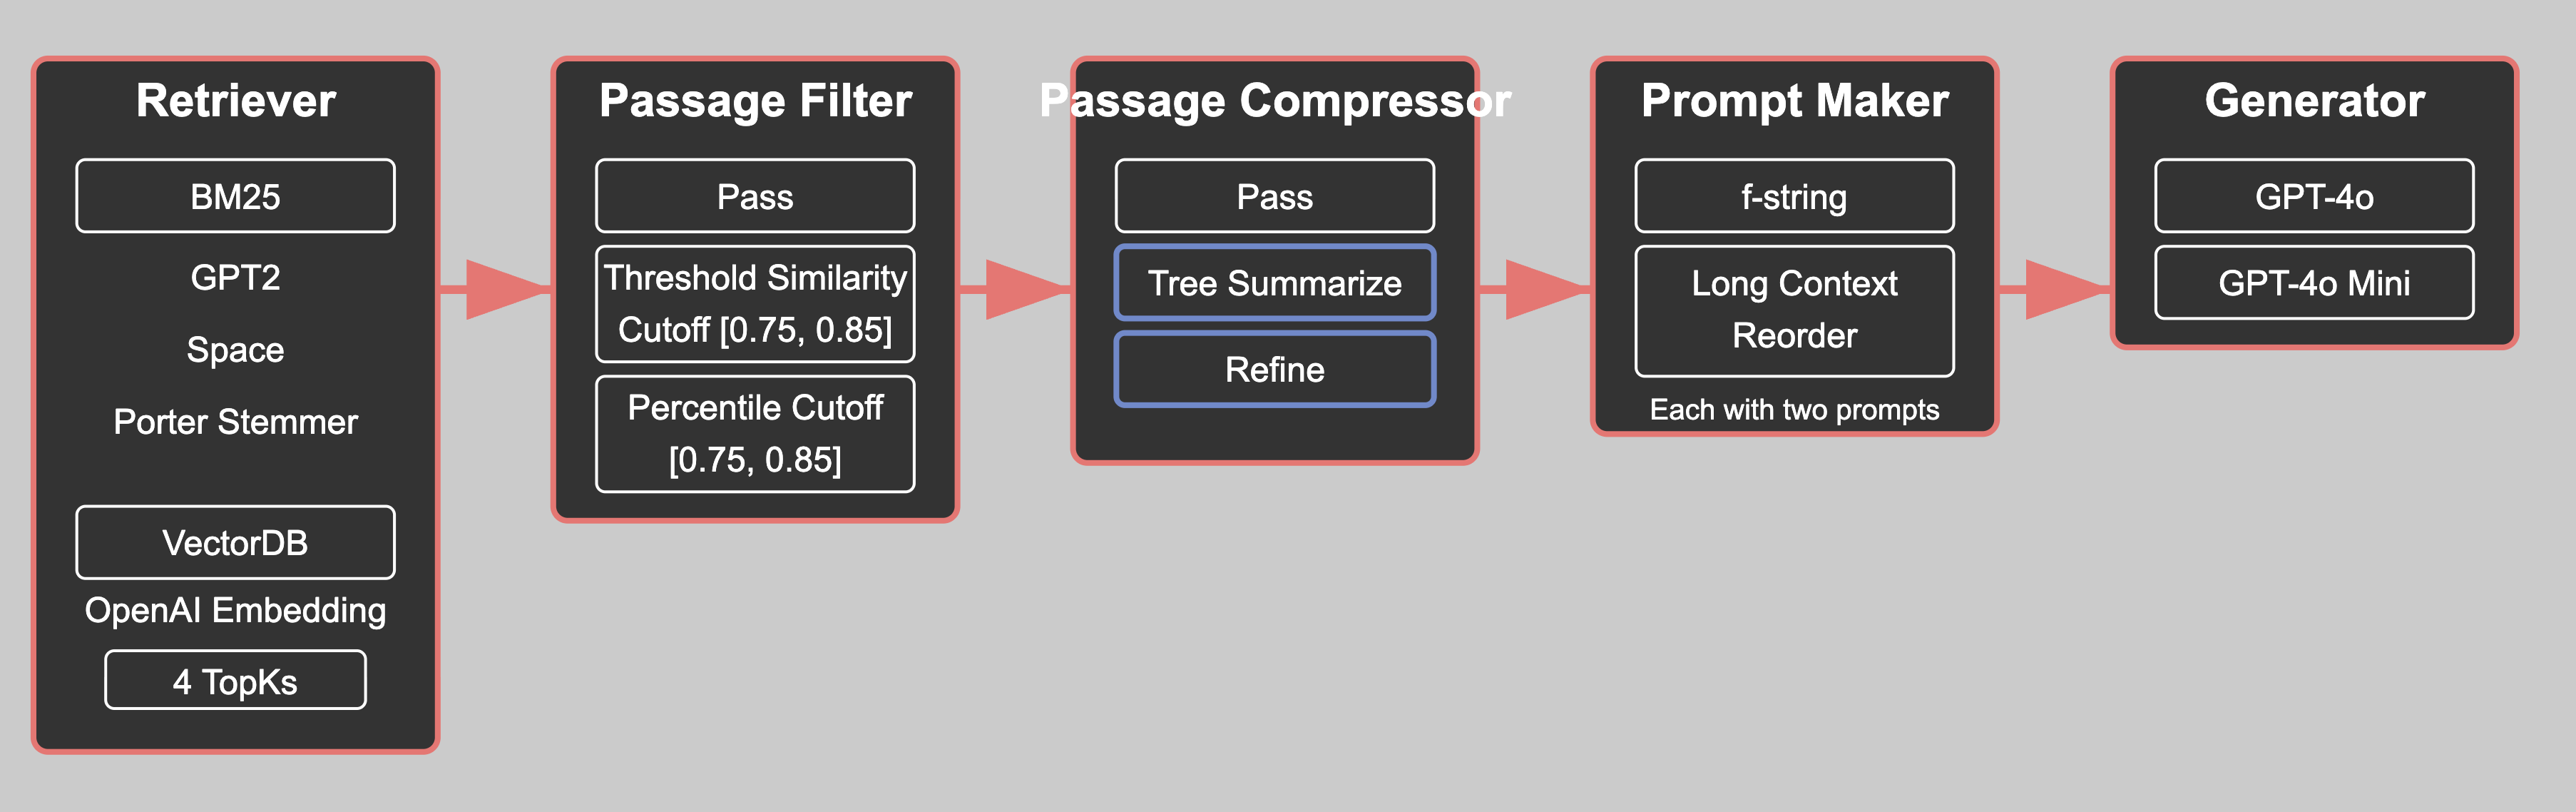 Retriever
BM25
GPT2
Space
Porter Stemmer
VectorDB
OpenAI Embedding
4 TopKs
Passage Filter
Pass
Threshold Similarity
Cutoff [0.75, 0.85]
Percentile Cutoff
[0.75, 0.85]
Passage Compressor
Pass
Tree Summarize
Refine
Prompt Maker
f-string
Long Context
Reorder
Each with two prompts
Generator
GPT-4o
GPT-4o Mini